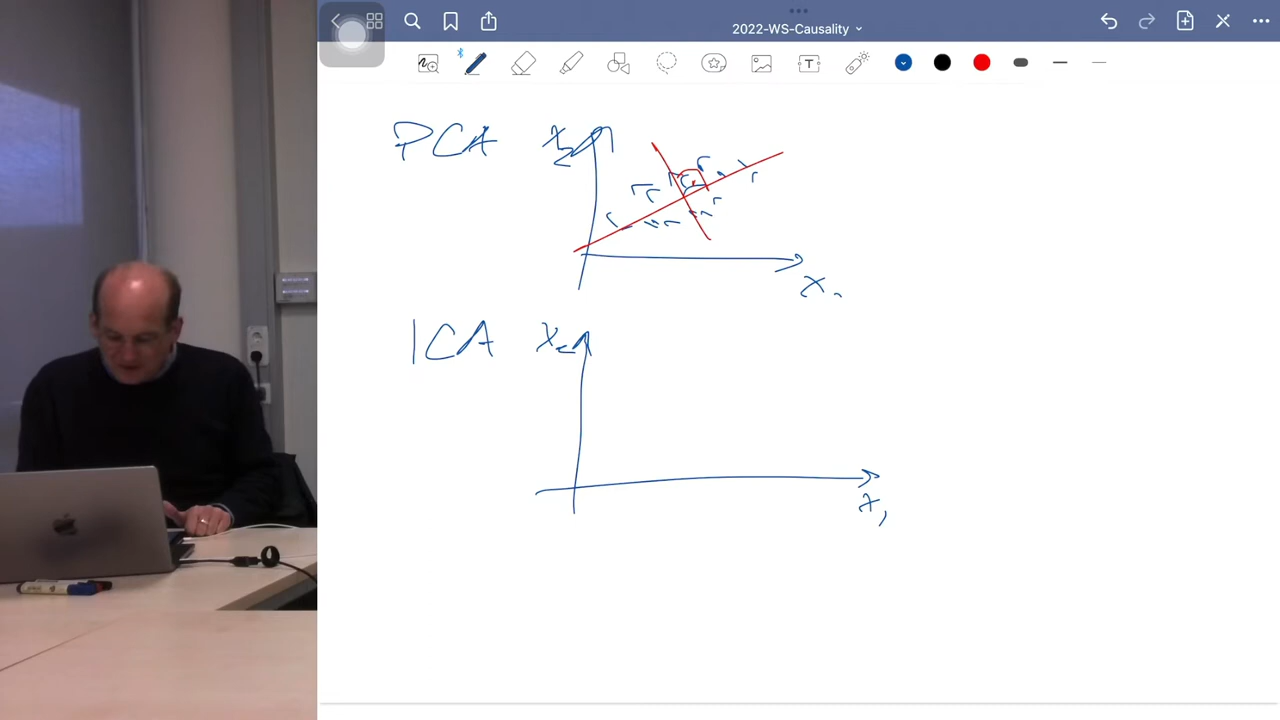 2022-WS-Causality
T
PCA x₂
x₁
ICA x₂
x₁